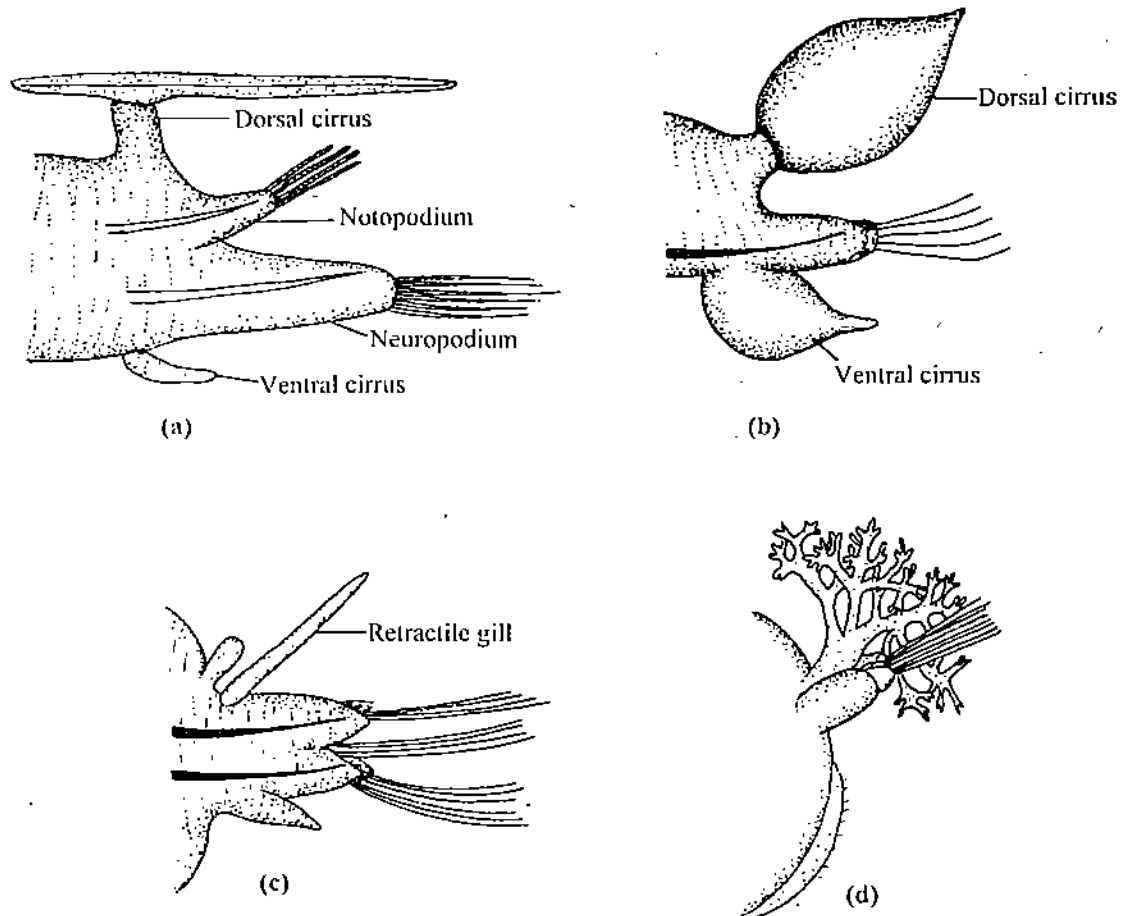 Dorsal cirrus
Notopodium
Neuropodium
Ventral cirrus
(a)
Dorsal cirrus
Ventral cirrus
(b)
Retractile gill
(c)
(d)